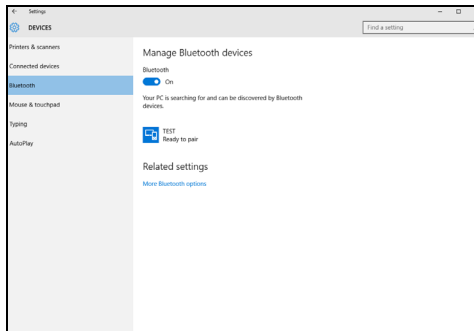 Settings
DEVICES
Find a setting
Printers & scanners
Connected devices
Bluetooth
Mouse & touchpad
Typing
AutoPlay
Manage Bluetooth devices
Bluetooth
On
Your PC is searching for and can be discovered by Bluetooth
devices.
TEST
Ready to pair
Related settings
More Bluetooth options